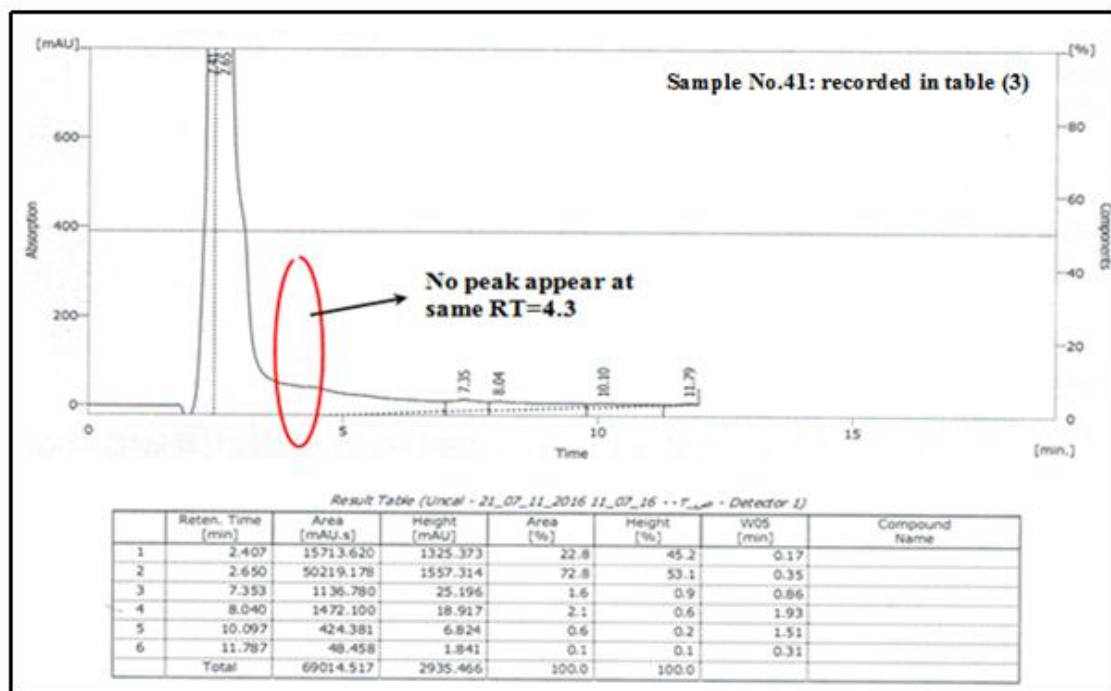 [mAU]
[%]
Sample No.41: recorded in table (3)
2.41
2.65
600
400
200
0
80
60
40
20
0
Absorption
Components
No peak appear at
same RT=4.3
7.35
8.04
10.10
11.79
0
5
10
15
Time
[min.]
Result Table (Uncal - 21_07_11_2016 11_07_16 - - - Detector 1)
Reten. Time [min] Area [mAU.s] Height [mAU] Area [%] Height [%] W05 [min] Compound Name
1 2.407 15713.620 1325.373 22.8 45.2 0.17
2 2.650 50219.178 1557.314 72.8 53.1 0.35
3 7.353 1136.780 25.196 1.6 0.9 0.86
4 8.040 1472.100 18.917 2.1 0.6 1.93
5 10.097 424.381 6.824 0.6 0.2 1.51
6 11.787 48.458 1.841 0.1 0.1 0.31
Total 69014.517 2935.466 100.0 100.0